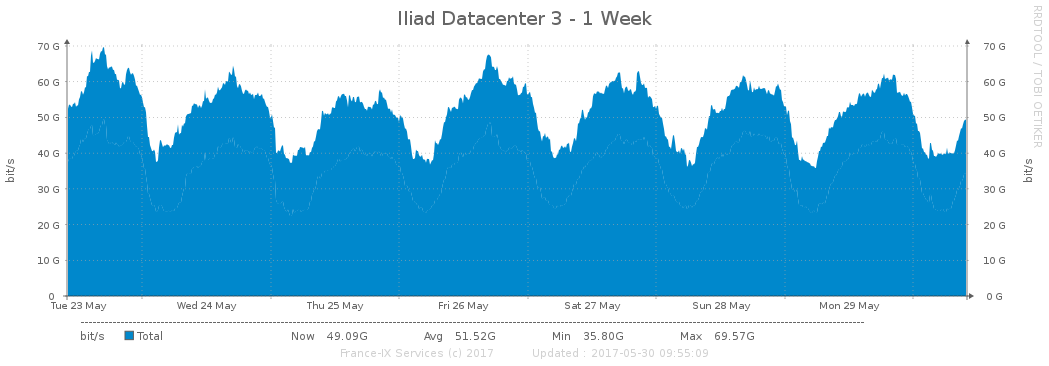 Iliad Datacenter 3 - 1 Week
RRDTOOL / TOBI OETIKER
bit/s
70 G
60 G
50 G
40 G
30 G
20 G
10 G
0
70 G
60 G
50 G
40 G
30 G
20 G
10 G
0 G
bit/s
Tue 23 May Wed 24 May Thu 25 May Fri 26 May Sat 27 May Sun 28 May Mon 29 May
bit/s Total Now 49.09G Avg 51.52G Min 35.80G Max 69.57G
France-IX Services (c) 2017 Updated : 2017-05-30 09:55:09